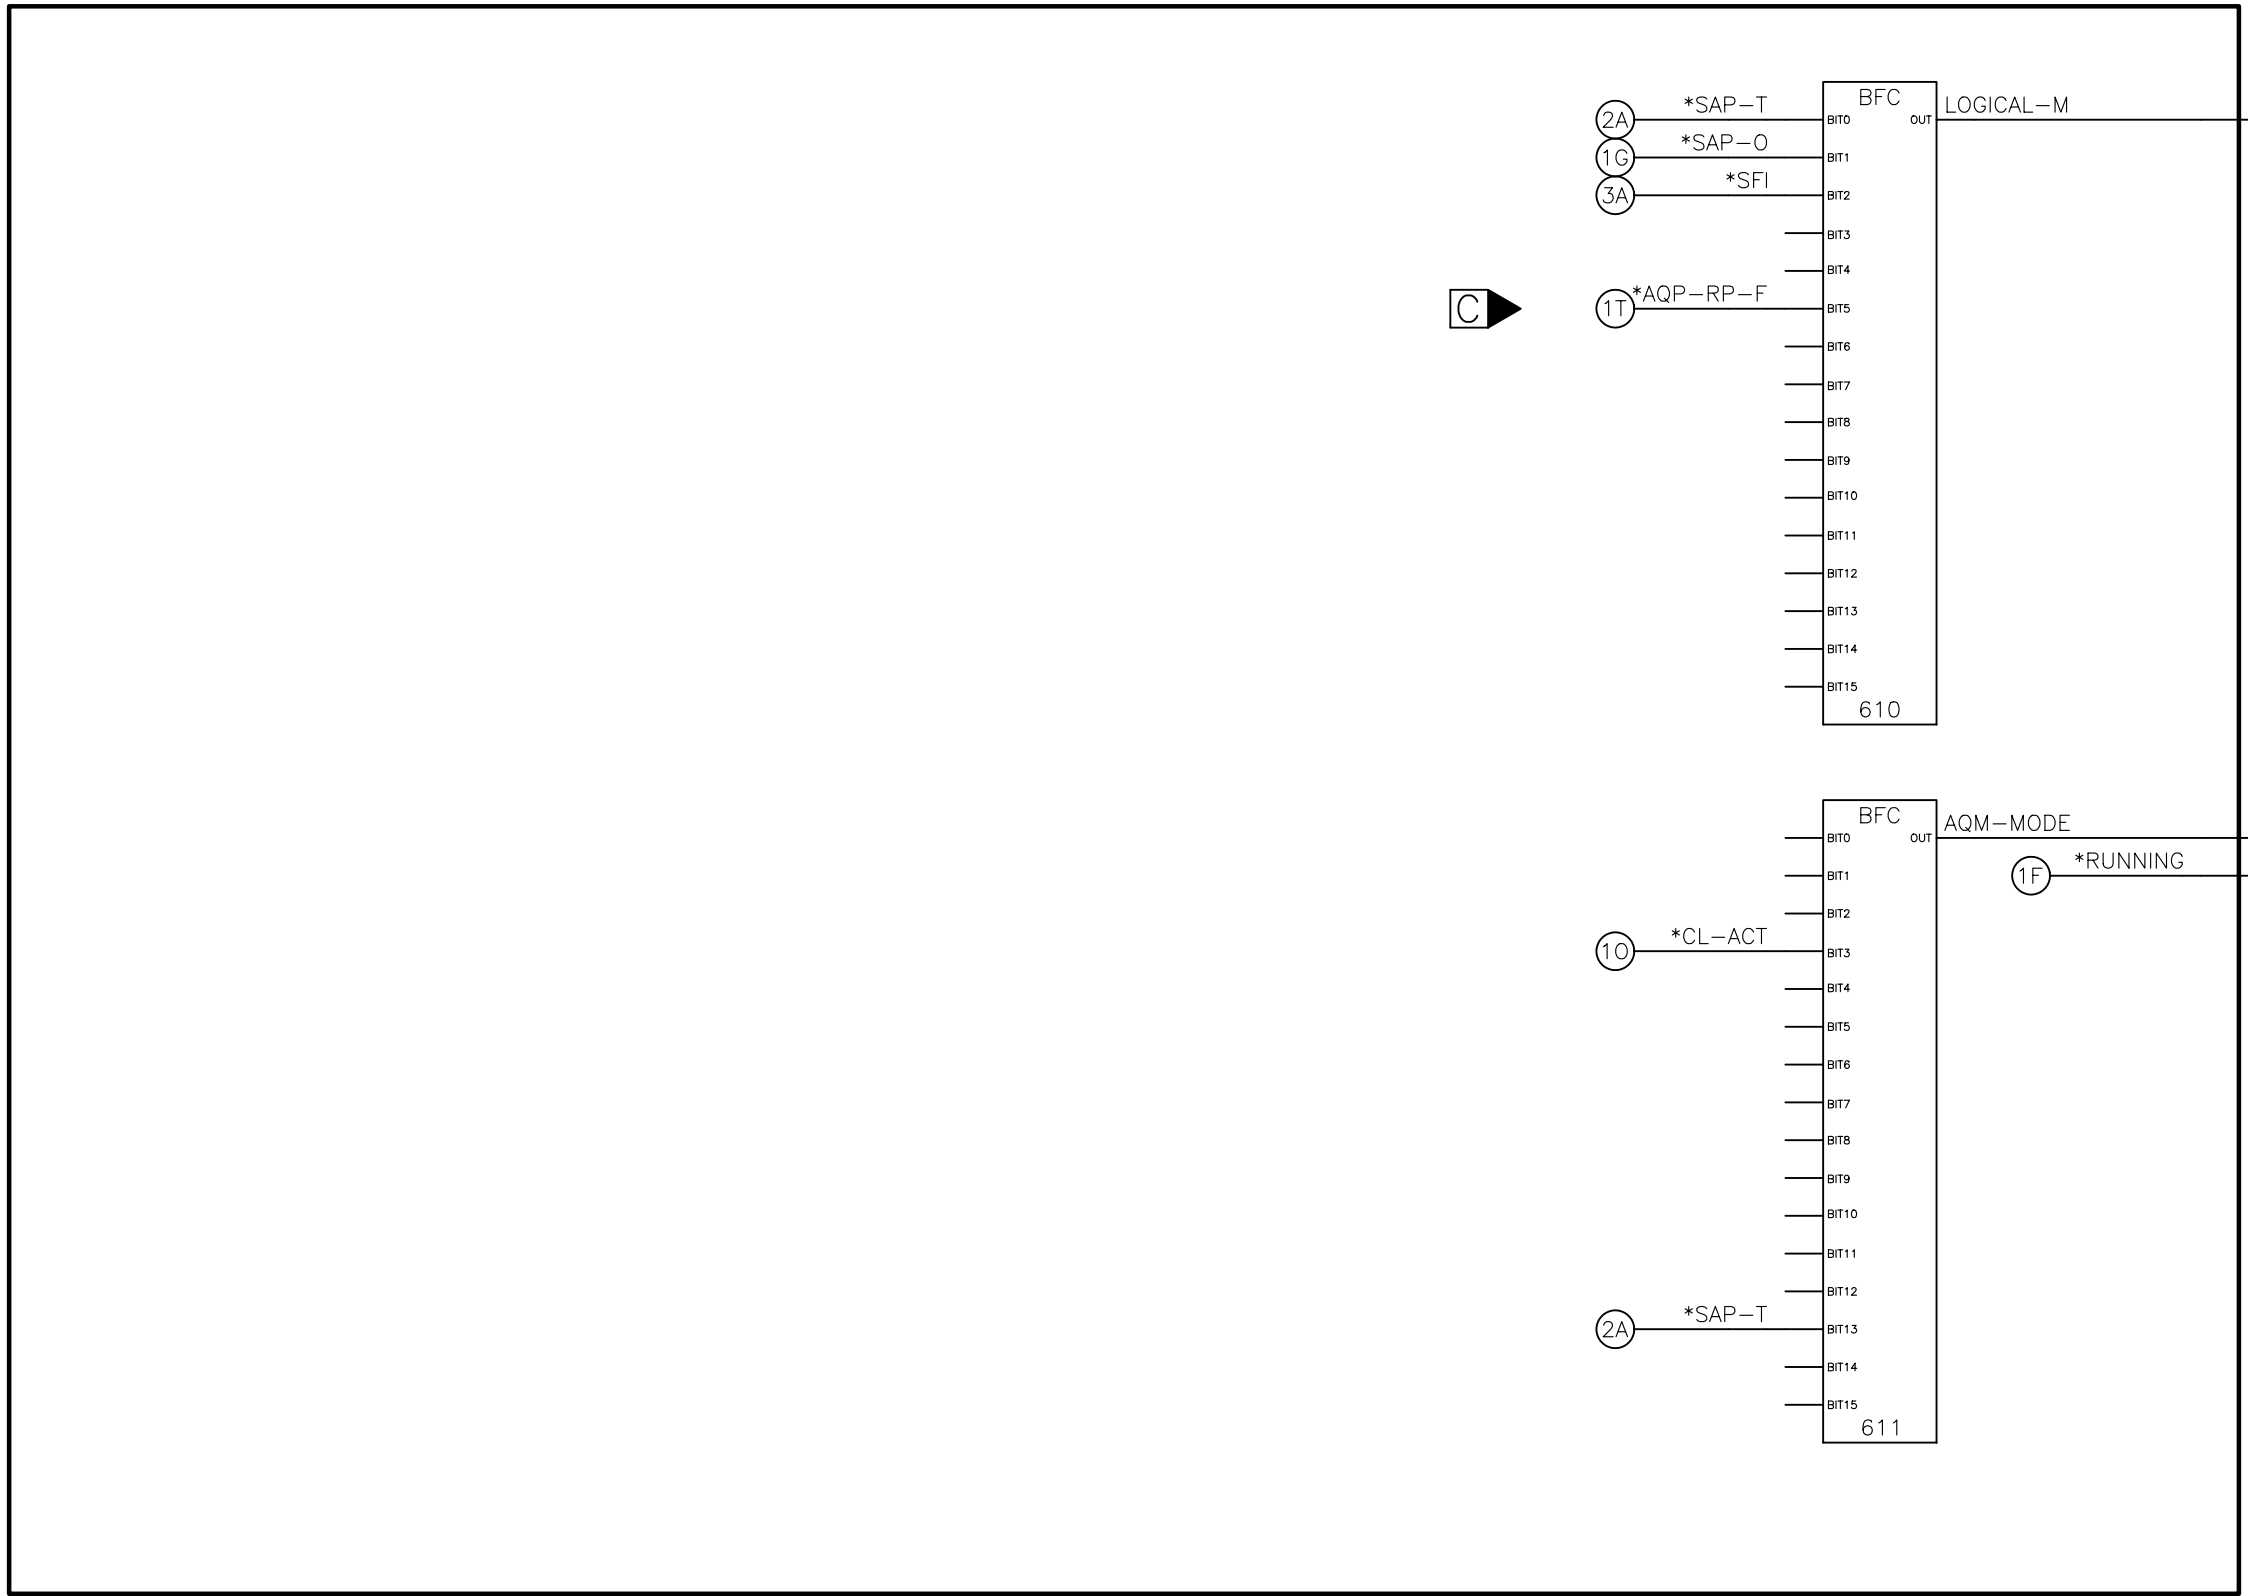 BFC
2A *SAP-T BIT0 OUT LOGICAL-M
1G *SAP-O BIT1
3A *SFI BIT2
BIT3
BIT4
C 1T *AQP-RP-F BIT5
BIT6
BIT7
BIT8
BIT9
BIT10
BIT11
BIT12
BIT13
BIT14
BIT15
610
BFC
BIT0 OUT AQM-MODE
BIT1 1F *RUNNING
BIT2
1O *CL-ACT BIT3
BIT4
BIT5
BIT6
BIT7
BIT8
BIT9
BIT10
BIT11
BIT12
2A *SAP-T BIT13
BIT14
BIT15
611